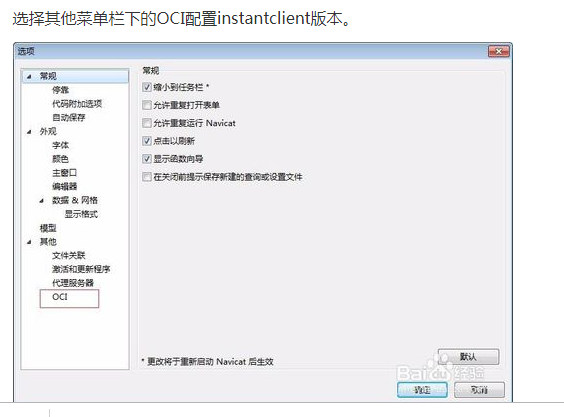 选择其他菜单栏下的OCI配置instantclient版本。
选项
常规
停靠
代码附加选项
自动保存
外观
字体
颜色
主窗口
编辑器
数据 & 网格
显示格式
模型
其他
文件关联
激活和更新程序
代理服务器
OCI
常规
缩小到任务栏 *
允许重复打开表单
允许重复运行 Navicat
点击以刷新
显示函数向导
在关闭前提示保存新建的查询或设置文件
* 更改将于重新启动 Navicat 后生效
默认
Bai 经验
确定
取消